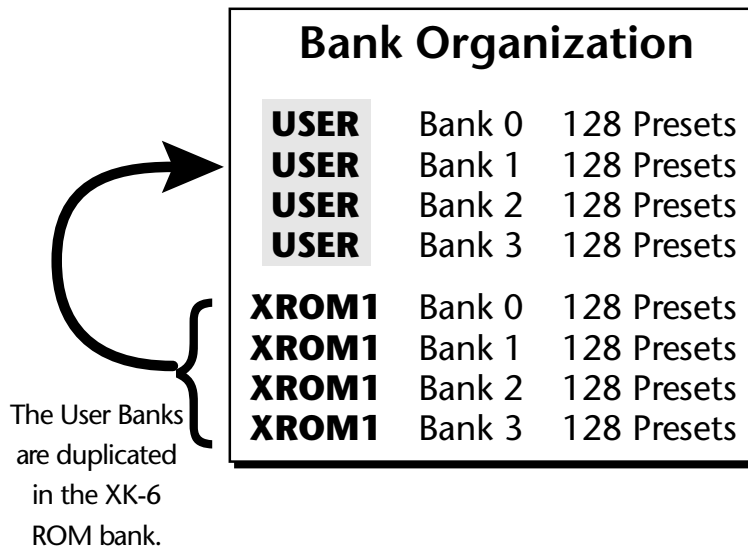 Bank Organization
USER Bank 0 128 Presets
USER Bank 1 128 Presets
USER Bank 2 128 Presets
USER Bank 3 128 Presets
XROM1 Bank 0 128 Presets
XROM1 Bank 1 128 Presets
XROM1 Bank 2 128 Presets
XROM1 Bank 3 128 Presets
The User Banks
are duplicated
in the XK-6
ROM bank.